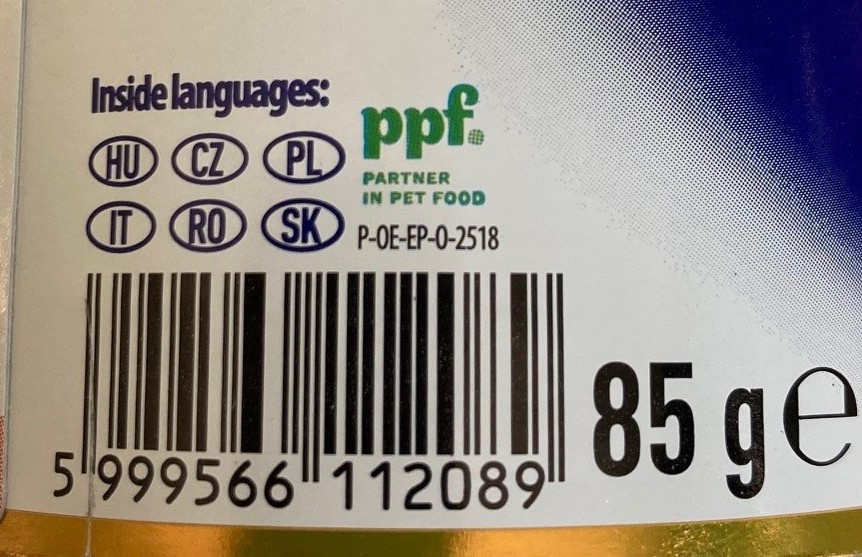 Inside languages:
HU CZ PL
IT RO SK
ppf.
PARTNER
IN PET FOOD
P-OE-EP-O-2518
5 999566 112089
85 g e